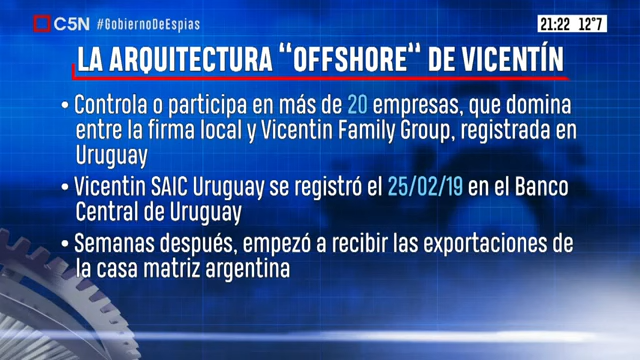 C5N #GobiernoDeEspias 21:22 12°7
LA ARQUITECTURA “OFFSHORE“ DE VICENTÍN
• Controla o participa en más de 20 empresas, que domina
entre la firma local y Vicentin Family Group, registrada en
Uruguay
• Vicentin SAIC Uruguay se registró el 25/02/19 en el Banco
Central de Uruguay
• Semanas después, empezó a recibir las exportaciones de
la casa matriz argentina